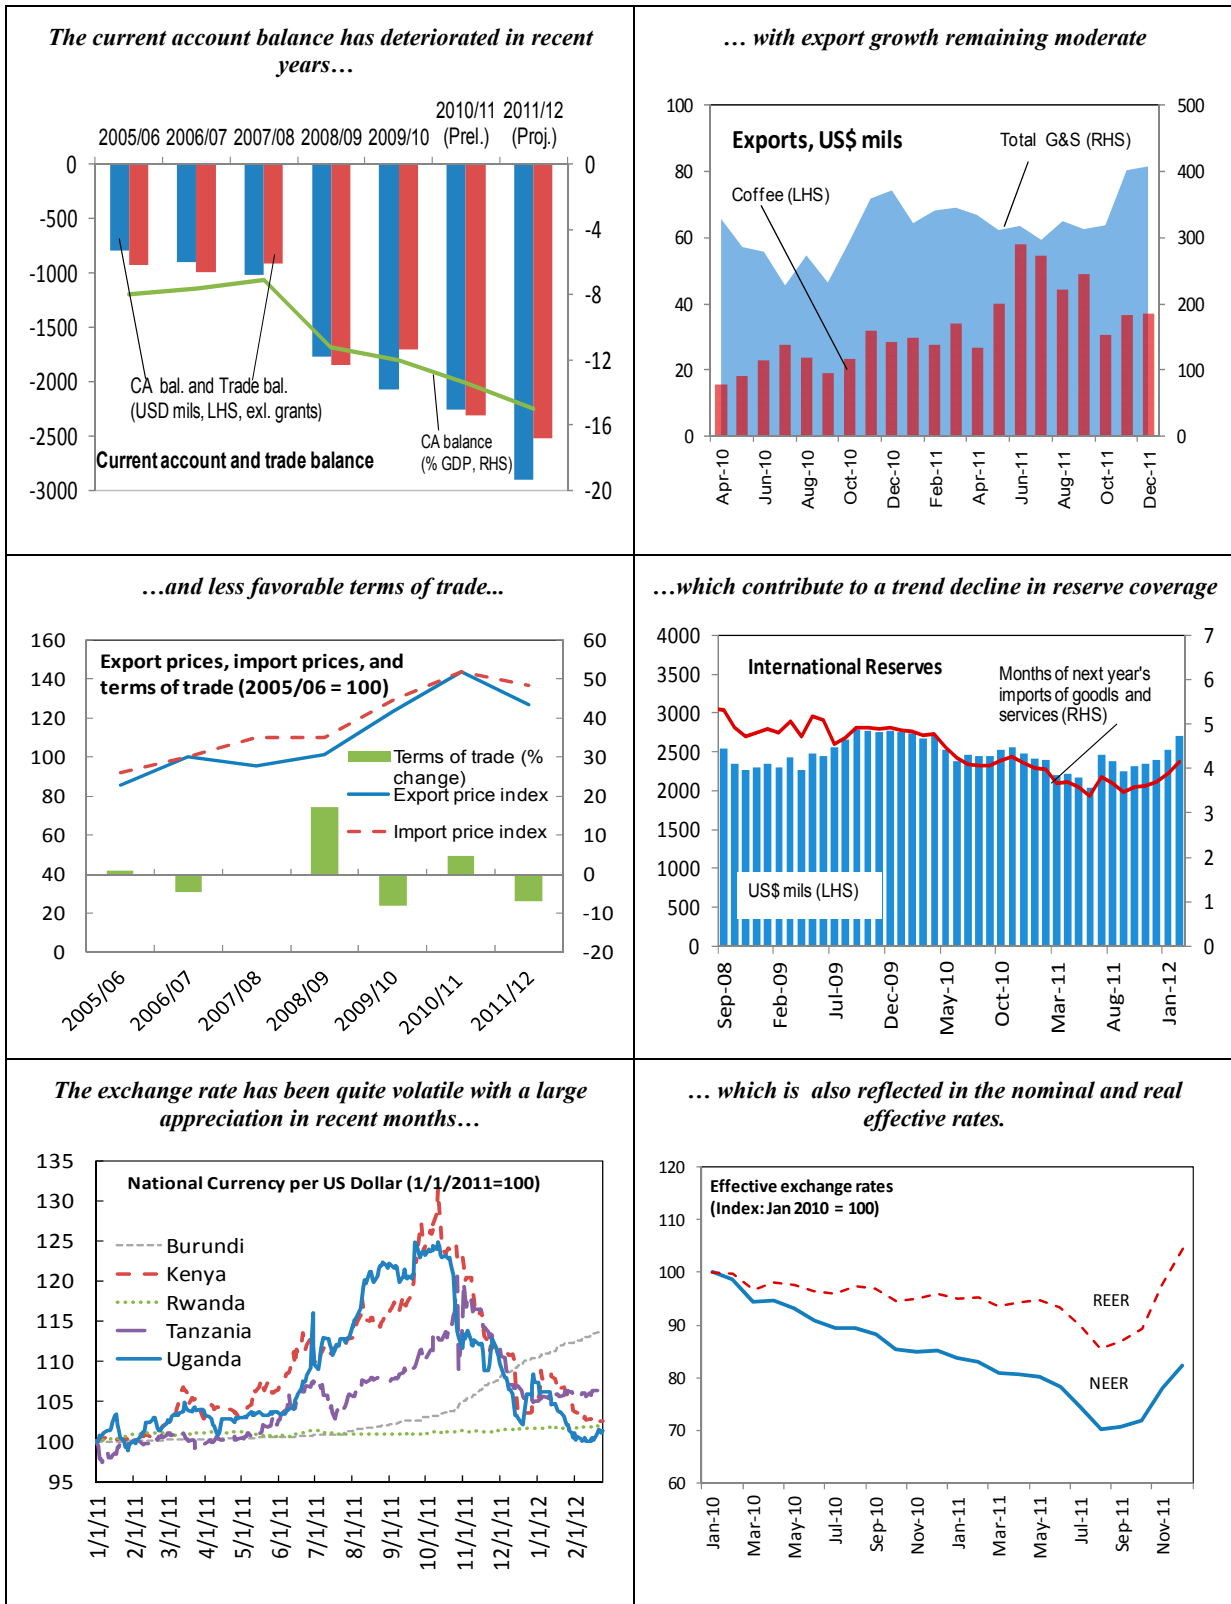 The current account balance has deteriorated in recent
years…
2005/06 2006/07 2007/08 2008/09 2009/10 2010/11 (Prel.) 2011/12 (Proj.)
0
-500
-1000
-1500
-2000
-2500
-3000
0
-4
-8
-12
-16
-20
CA bal. and Trade bal.
(USD mils, LHS, exl. grants)
CA balance
(% GDP, RHS)
Current account and trade balance
… with export growth remaining moderate
100
80
60
40
20
0
500
400
300
200
100
0
Exports, US$ mils
Total G&S (RHS)
Coffee (LHS)
Apr-10
Jun-10
Aug-10
Oct-10
Dec-10
Feb-11
Apr-11
Jun-11
Aug-11
Oct-11
Dec-11
…and less favorable terms of trade...
160
140
120
100
80
60
40
20
0
60
50
40
30
20
10
0
-10
-20
Export prices, import prices, and
terms of trade (2005/06 = 100)
Terms of trade (%
change)
Export price index
Import price index
2005/06
2006/07
2007/08
2008/09
2009/10
2010/11
2011/12
…which contribute to a trend decline in reserve coverage
4000
3500
3000
2500
2000
1500
1000
500
0
7
6
5
4
3
2
1
0
International Reserves
Months of next year's
imports of goodls and
services (RHS)
US$ mils (LHS)
Sep-08
Feb-09
Jul-09
Dec-09
May-10
Oct-10
Mar-11
Aug-11
Jan-12
The exchange rate has been quite volatile with a large
appreciation in recent months…
135
130
125
120
115
110
105
100
95
National Currency per US Dollar (1/1/2011=100)
Burundi
Kenya
Rwanda
Tanzania
Uganda
1/1/11
2/1/11
3/1/11
4/1/11
5/1/11
6/1/11
7/1/11
8/1/11
9/1/11
10/1/11
11/1/11
12/1/11
1/1/12
2/1/12
… which is also reflected in the nominal and real
effective rates.
120
110
100
90
80
70
60
Effective exchange rates
(Index: Jan 2010 = 100)
REER
NEER
Jan-10
Mar-10
May-10
Jul-10
Sep-10
Nov-10
Jan-11
Mar-11
May-11
Jul-11
Sep-11
Nov-11